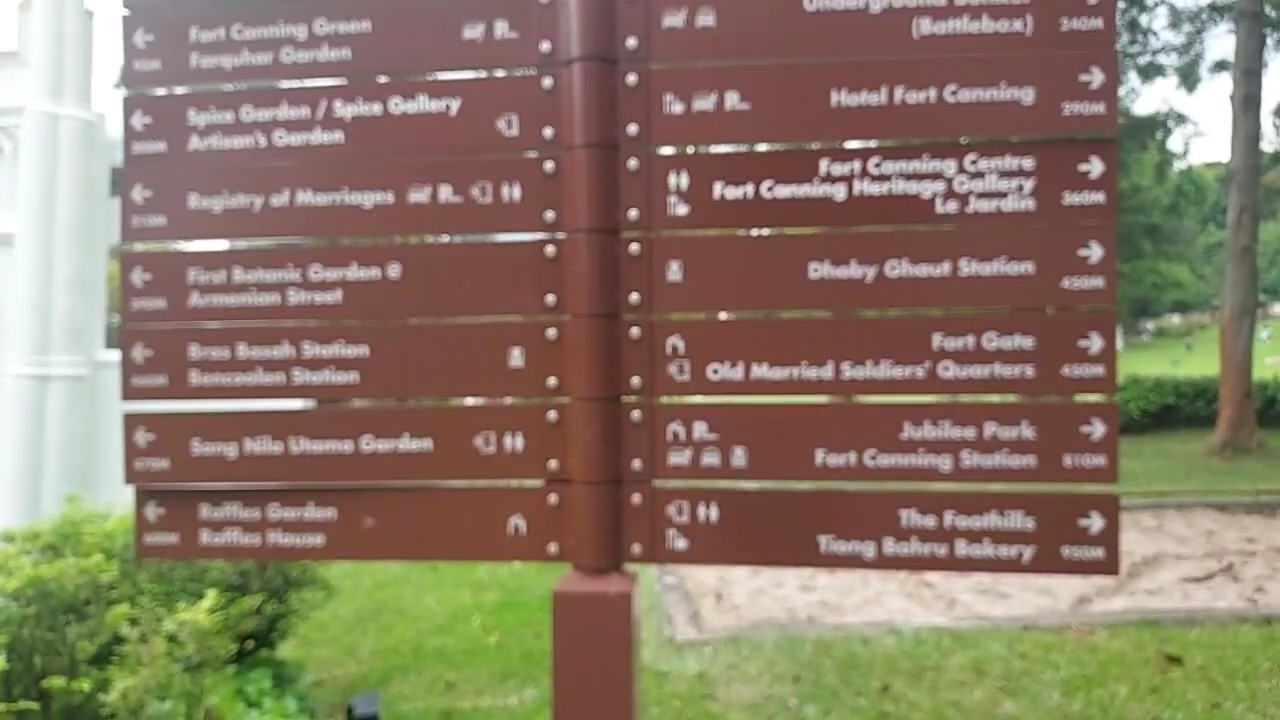 Fort Canning Green
Farquhar Garden
Spice Garden / Spice Gallery
Artisan's Garden
Registry of Marriages
First Botanic Garden @
Armenian Street
Bras Basah Station
Bencoolen Station
Sang Nila Utama Garden
Raffles Garden
Raffles House
(Battlebox)
240M
Hotel Fort Canning
290M
Fort Canning Centre
Fort Canning Heritage Gallery
Le Jardin
360M
Dhoby Ghaut Station
450M
Fort Gate
Old Married Soldiers' Quarters
Jubilee Park
Fort Canning Station
810M
The Foothills
Tiong Bahru Bakery